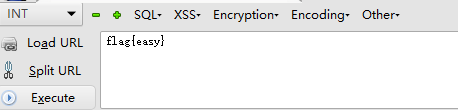 INT SQL- XSS- Encryption- Encoding- Other-
Load URL flag{easy}
Split URL
Execute